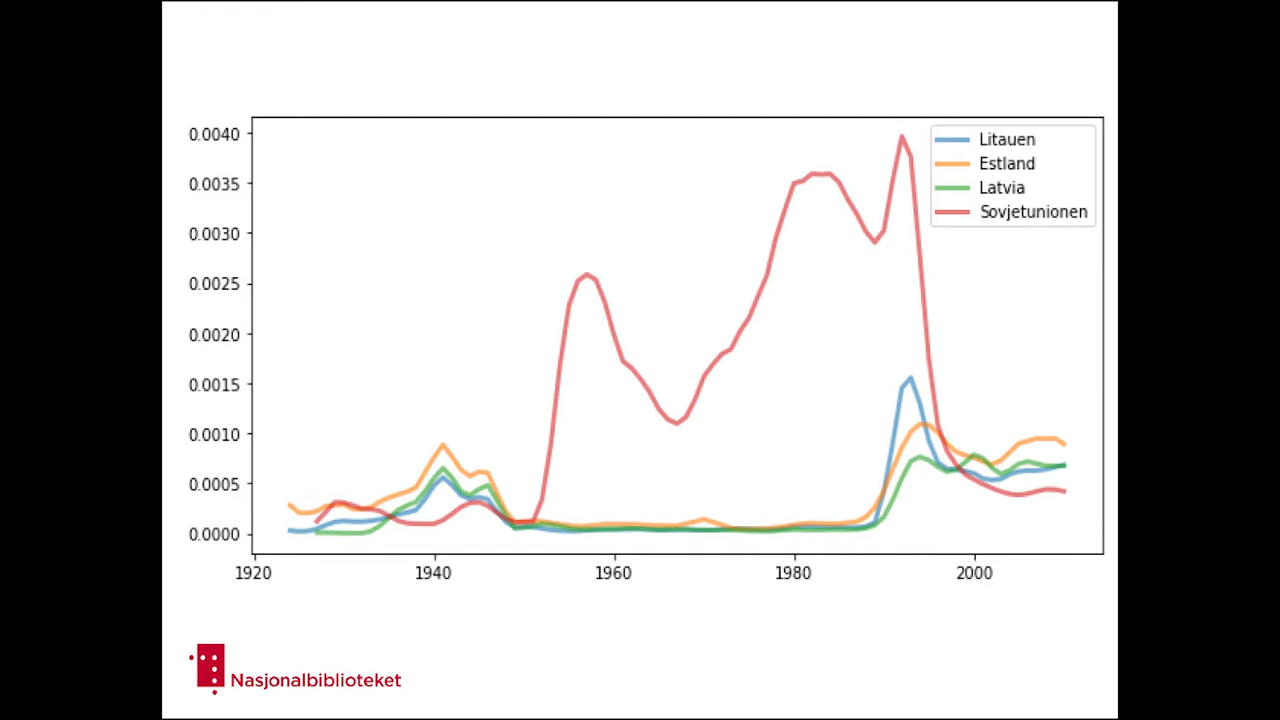 0.0040
0.0035
0.0030
0.0025
0.0020
0.0015
0.0010
0.0005
0.0000
1920 1940 1960 1980 2000
Litauen
Estland
Latvia
Sovjetunionen
Nasjonalbiblioteket